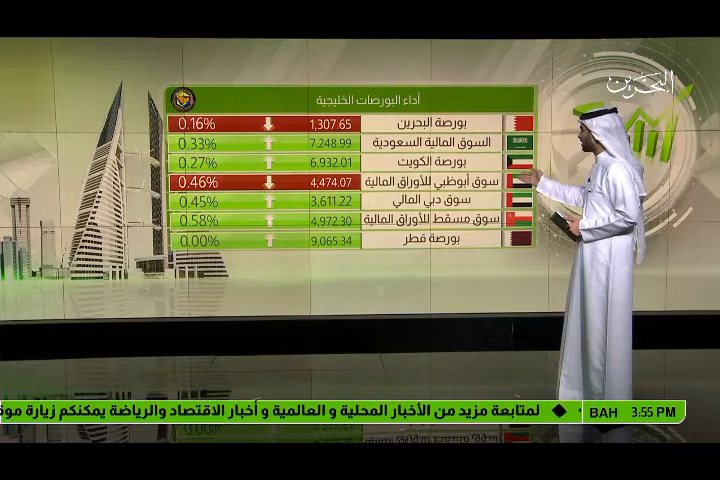 البحرين
أداء البورصات الخليجية
بورصة البحرين 1,307.65 0.16%
السوق المالية السعودية 7,248.99 0.33%
بورصة الكويت 6,932.01 0.27%
سوق أبوظبي للأوراق المالية 4,474.07 0.46%
سوق دبي المالي 3,611.22 0.45%
سوق مسقط للأوراق المالية 4,972.30 0.58%
بورصة قطر 9,065.34 0.00%
لمتابعة مزيد من الأخبار المحلية و العالمية و أخبار الاقتصاد والرياضة يمكنكم زيارة
BAH 3:55 PM